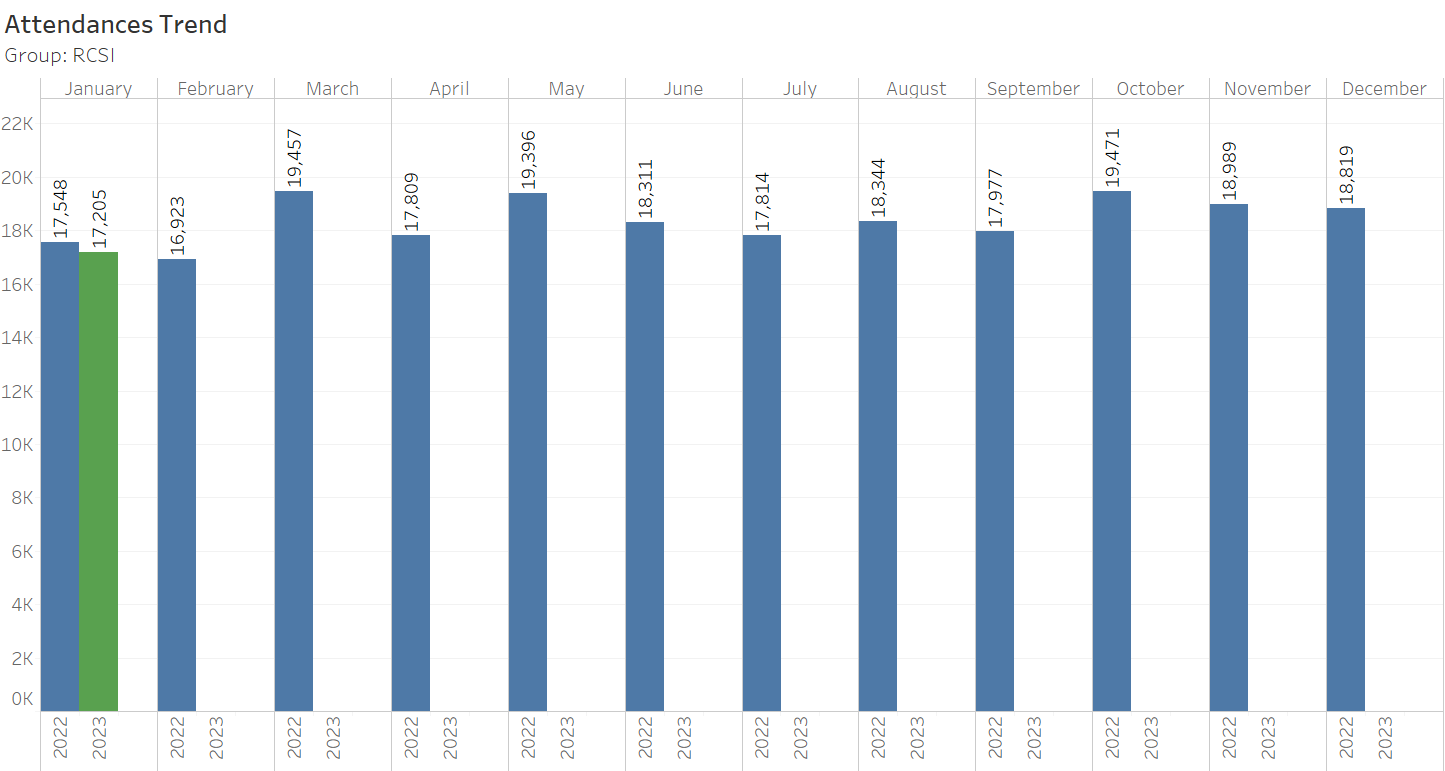 Attendances Trend
Group: RCSI
January February March April May June July August September October November December
22K
20K
18K
16K
14K
12K
10K
8K
6K
4K
2K
0K
17,548
17,205
16,923
19,457
17,809
19,396
18,311
17,814
18,344
17,977
19,471
18,989
18,819
2022 2023 2022 2023 2022 2023 2022 2023 2022 2023 2022 2023 2022 2023 2022 2023 2022 2023 2022 2023 2022 2023 2022 2023